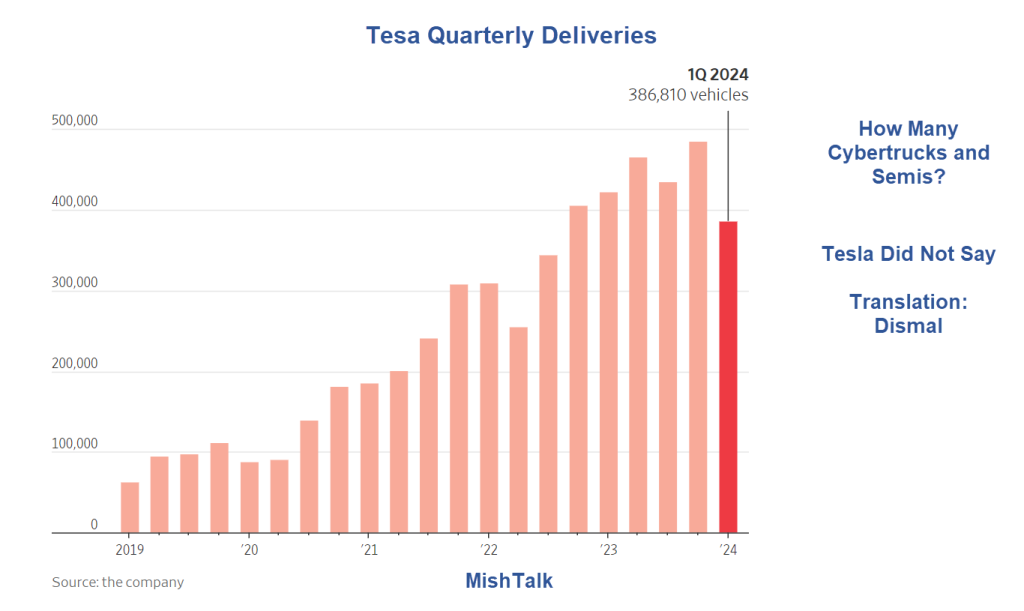 Tesa Quarterly Deliveries
1Q 2024
386,810 vehicles
500,000
400,000
300,000
200,000
100,000
0
2019
’20
’21
’22
’23
’24
Source: the company
MishTalk
How Many
Cybertrucks and
Semis?
Tesla Did Not Say
Translation:
Dismal